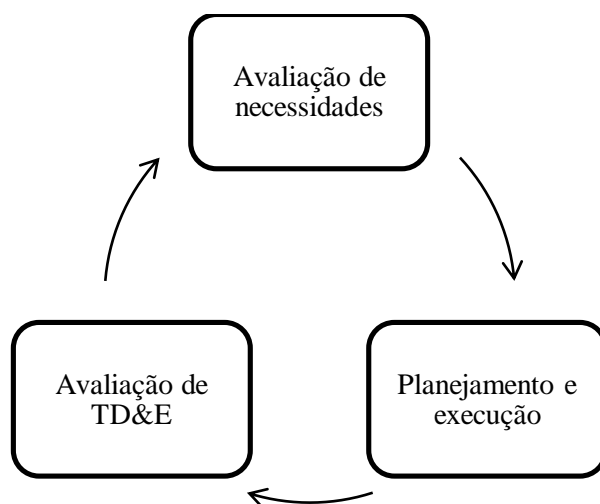 Avaliação de
necessidades
Avaliação de
TD&E
Planejamento e
execução